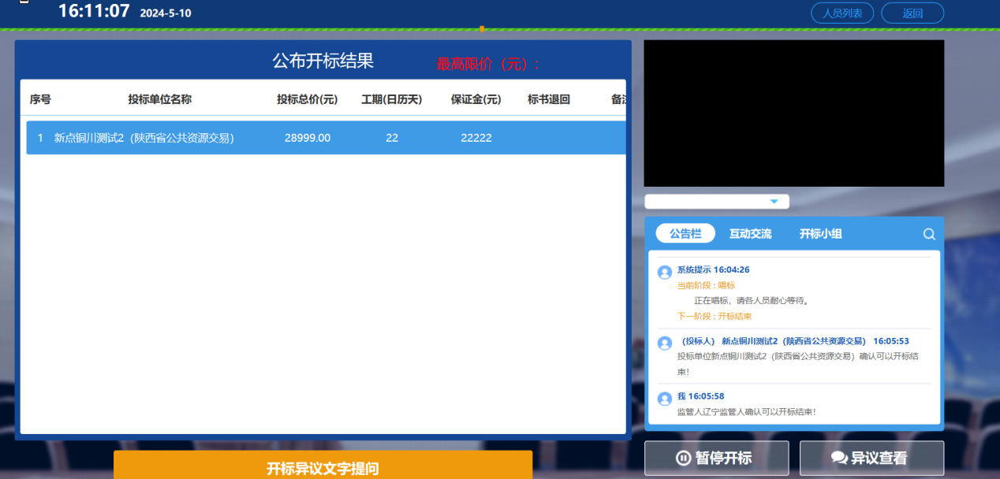 16:11:07 2024-5-10
人员列表 返回
公布开标结果 最高限价（元）:
序号 投标单位名称 投标总价(元) 工期(日历天) 保证金(元) 标书退回
1 新点铜川测试2（陕西省公共资源交易） 28999.00 22 22222
公告栏 互动交流 开标小组
系统提示 16:04:26
当前阶段 : 唱标
正在唱标，请各人员耐心等待。
下一阶段 : 开标结束
（投标人） 新点铜川测试2（陕西省公共资源交易） 16:05:53
投标单位新点铜川测试2（陕西省公共资源交易）确认可以开标结
束！
我 16:05:58
监管人辽宁监管人确认可以开标结束！
开标异议文字提问
暂停开标 异议查看